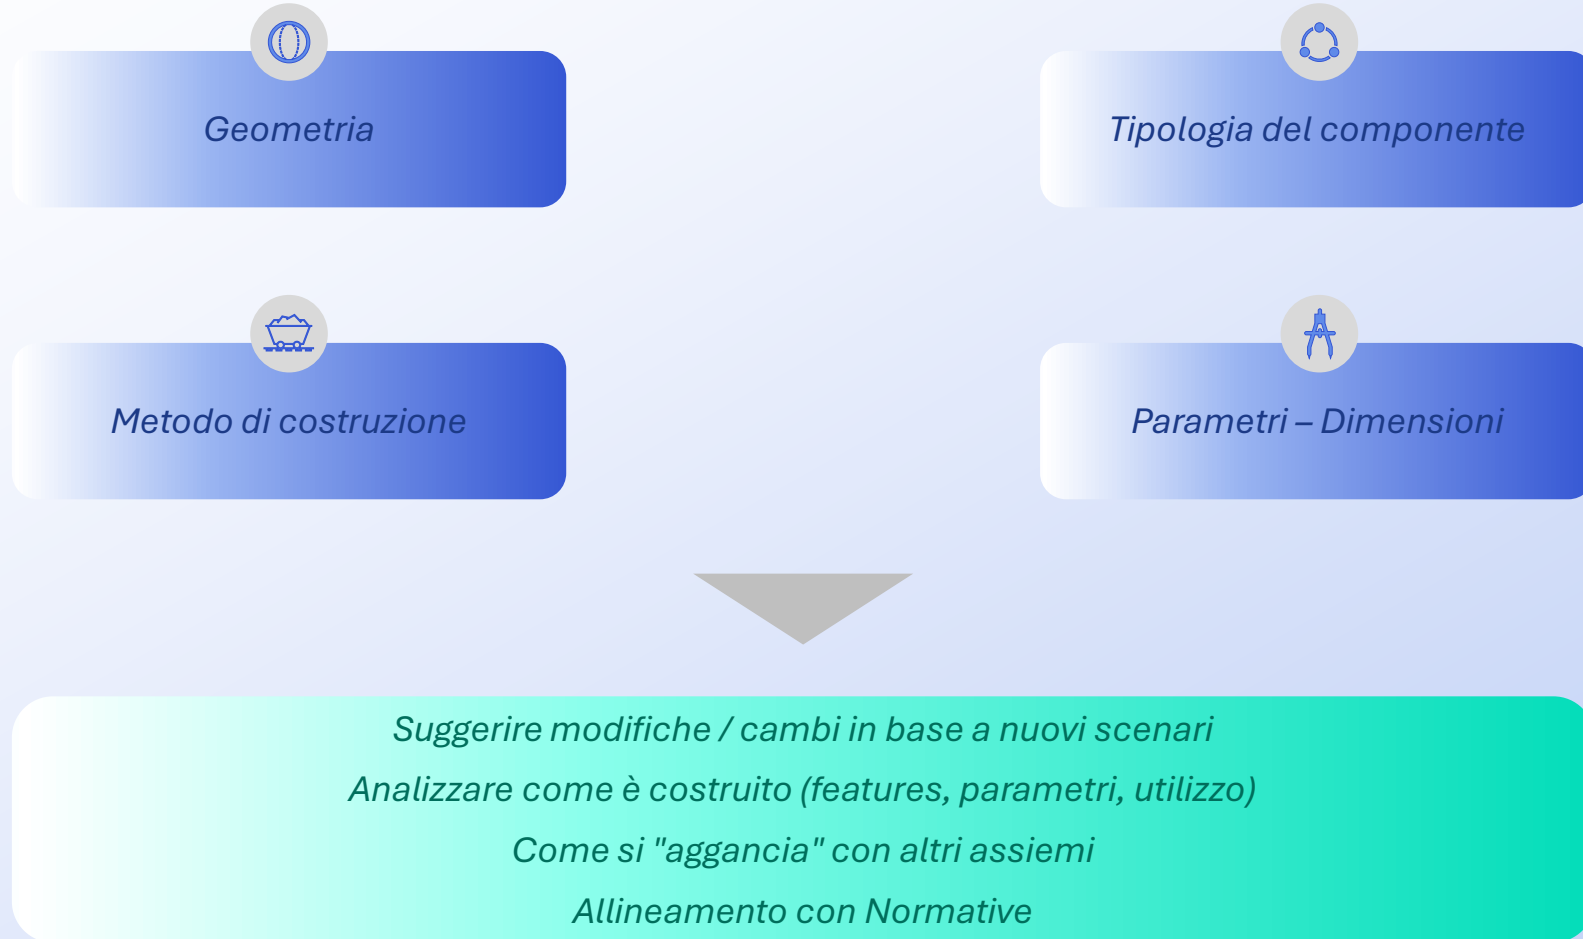 Geometria
Tipologia del componente
Metodo di costruzione
Parametri – Dimensioni
Suggerire modifiche / cambi in base a nuovi scenari
Analizzare come è costruito (features, parametri, utilizzo)
Come si "aggancia" con altri assiemi
Allineamento con Normative